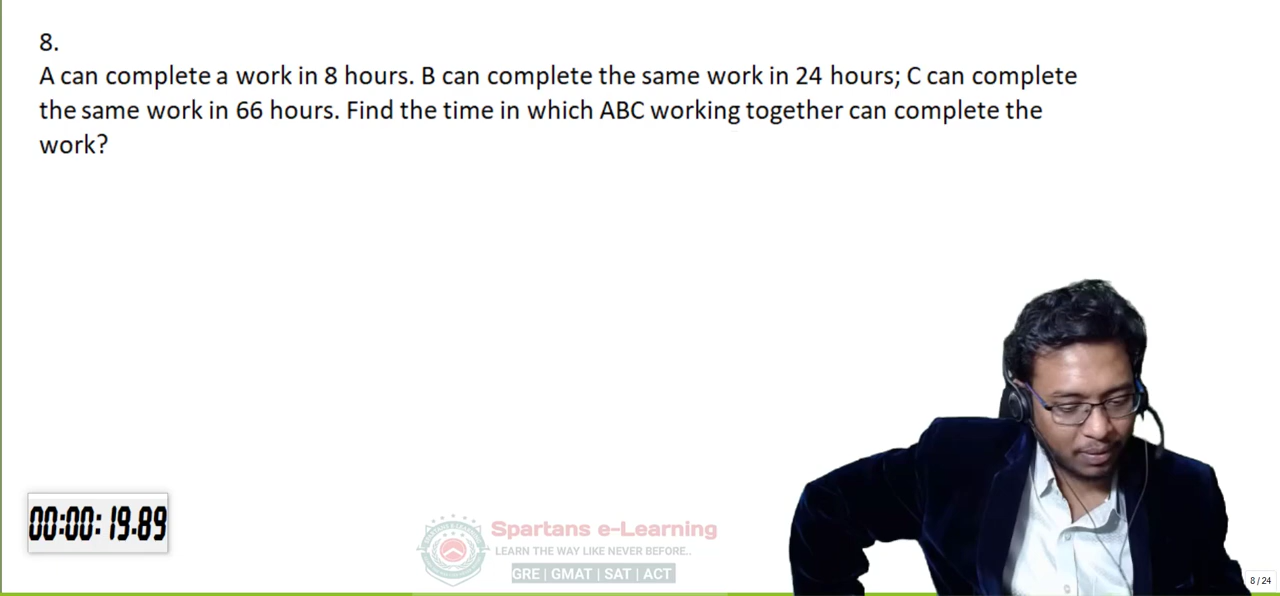 8.
A can complete a work in 8 hours. B can complete the same work in 24 hours; C can complete
the same work in 66 hours. Find the time in which ABC working together can complete the
work?
00:00:19.89
Spartans e-Learning
LEARN THE WAY LIKE NEVER BEFORE..
GRE | GMAT | SAT | ACT
8 / 24